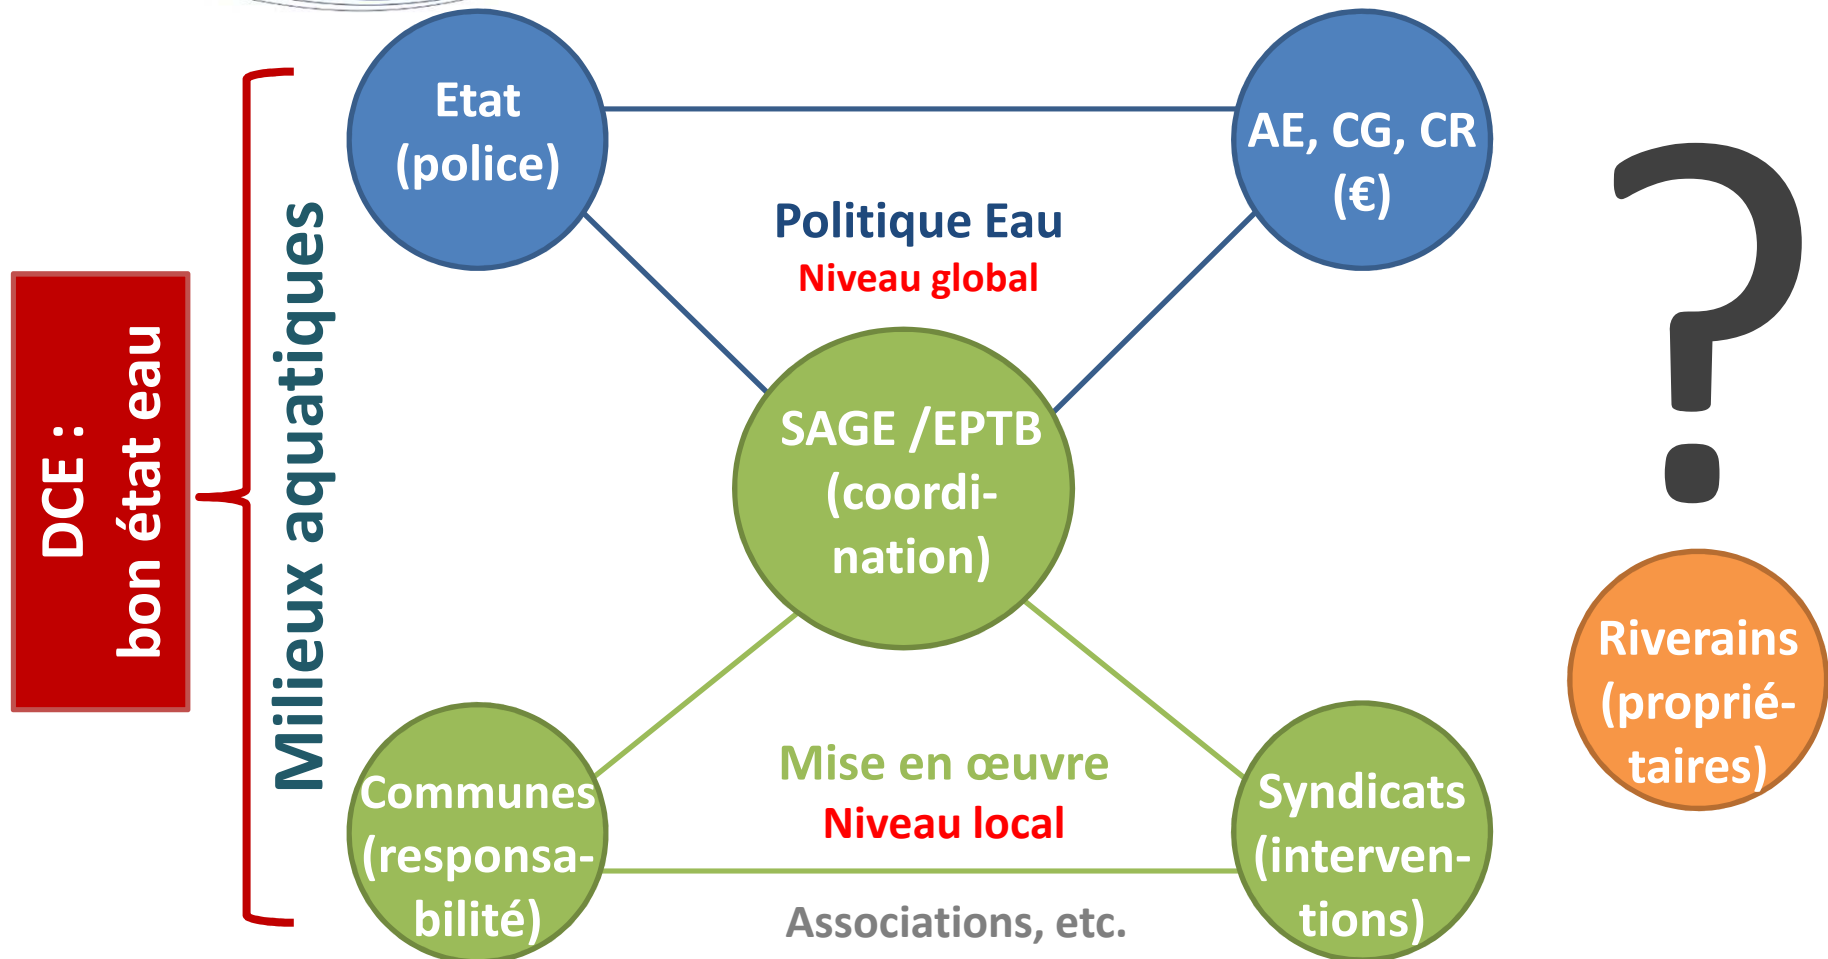 DCE :
bon état eau
Milieux aquatiques
Etat
(police)
AE, CG, CR
(€)
Politique Eau
Niveau global
?
SAGE /EPTB
(coordi-
nation)
Riverains
(proprié-
taires)
Communes
(responsa-
bilité)
Mise en œuvre
Niveau local
Syndicats
(interven-
tions)
Associations, etc.